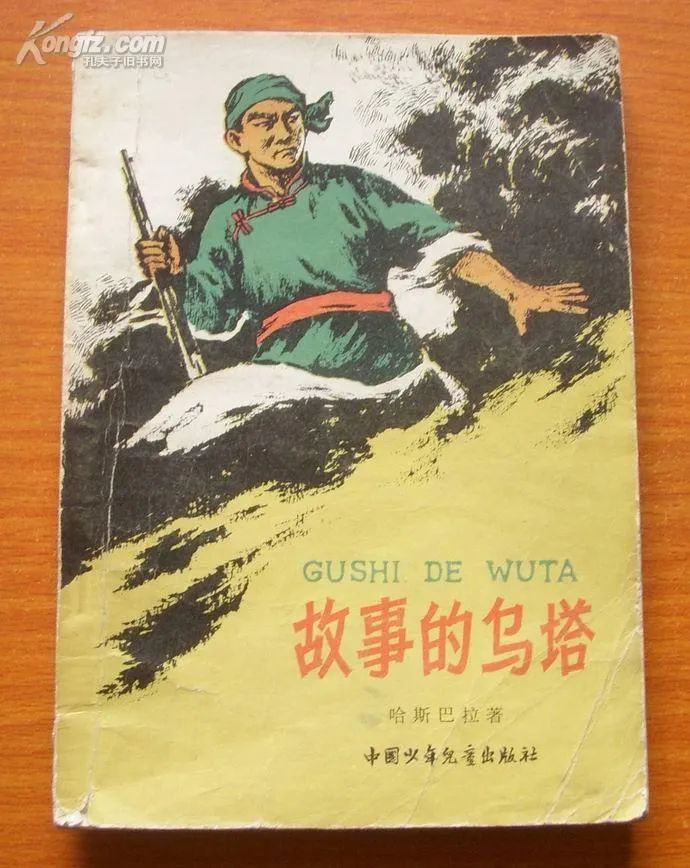 Kongfz.com
孔夫子旧书网
GUSHI DE WUTA
故事的乌塔
哈斯巴拉著
中国少年儿童出版社